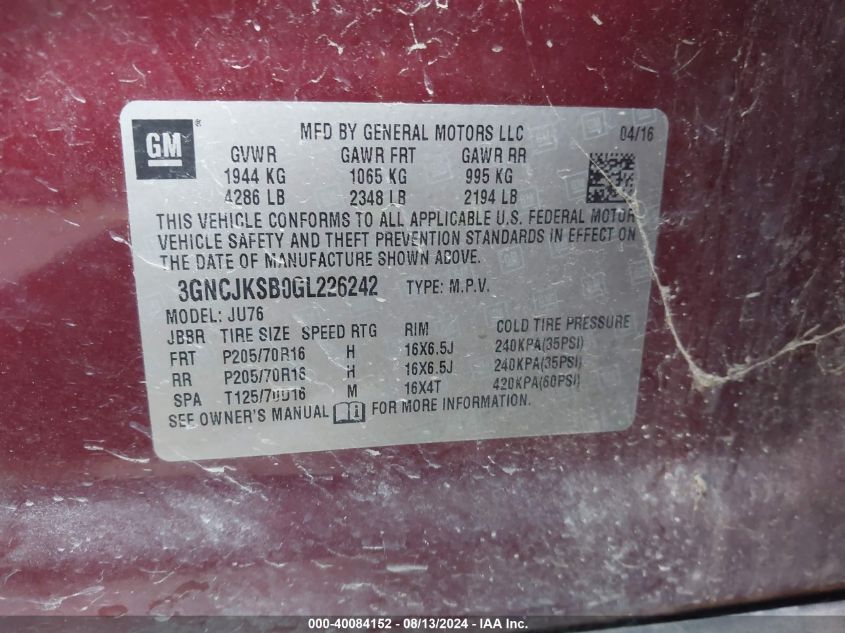 GM ® MFD BY GENERAL MOTORS LLC 04/16
GVWR GAWR FRT GAWR RR
1944 KG 1065 KG 995 KG
4286 LB 2348 LB 2194 LB
THIS VEHICLE CONFORMS TO ALL APPLICABLE U.S. FEDERAL MOTOR
VEHICLE SAFETY AND THEFT PREVENTION STANDARDS IN EFFECT ON
THE DATE OF MANUFACTURE SHOWN ABOVE.
3GNCJKSB0GL226242 TYPE: M.P.V.
MODEL: JU76
JBBR TIRE SIZE SPEED RTG RIM COLD TIRE PRESSURE
FRT P205/70R16 H 16X6.5J 240KPA(35PSI)
RR P205/70R16 H 16X6.5J 240KPA(35PSI)
SPA T125/70D16 M 16X4T 420KPA(60PSI)
SEE OWNER'S MANUAL FOR MORE INFORMATION.
000-40084152 - 08/13/2024 - IAA Inc.